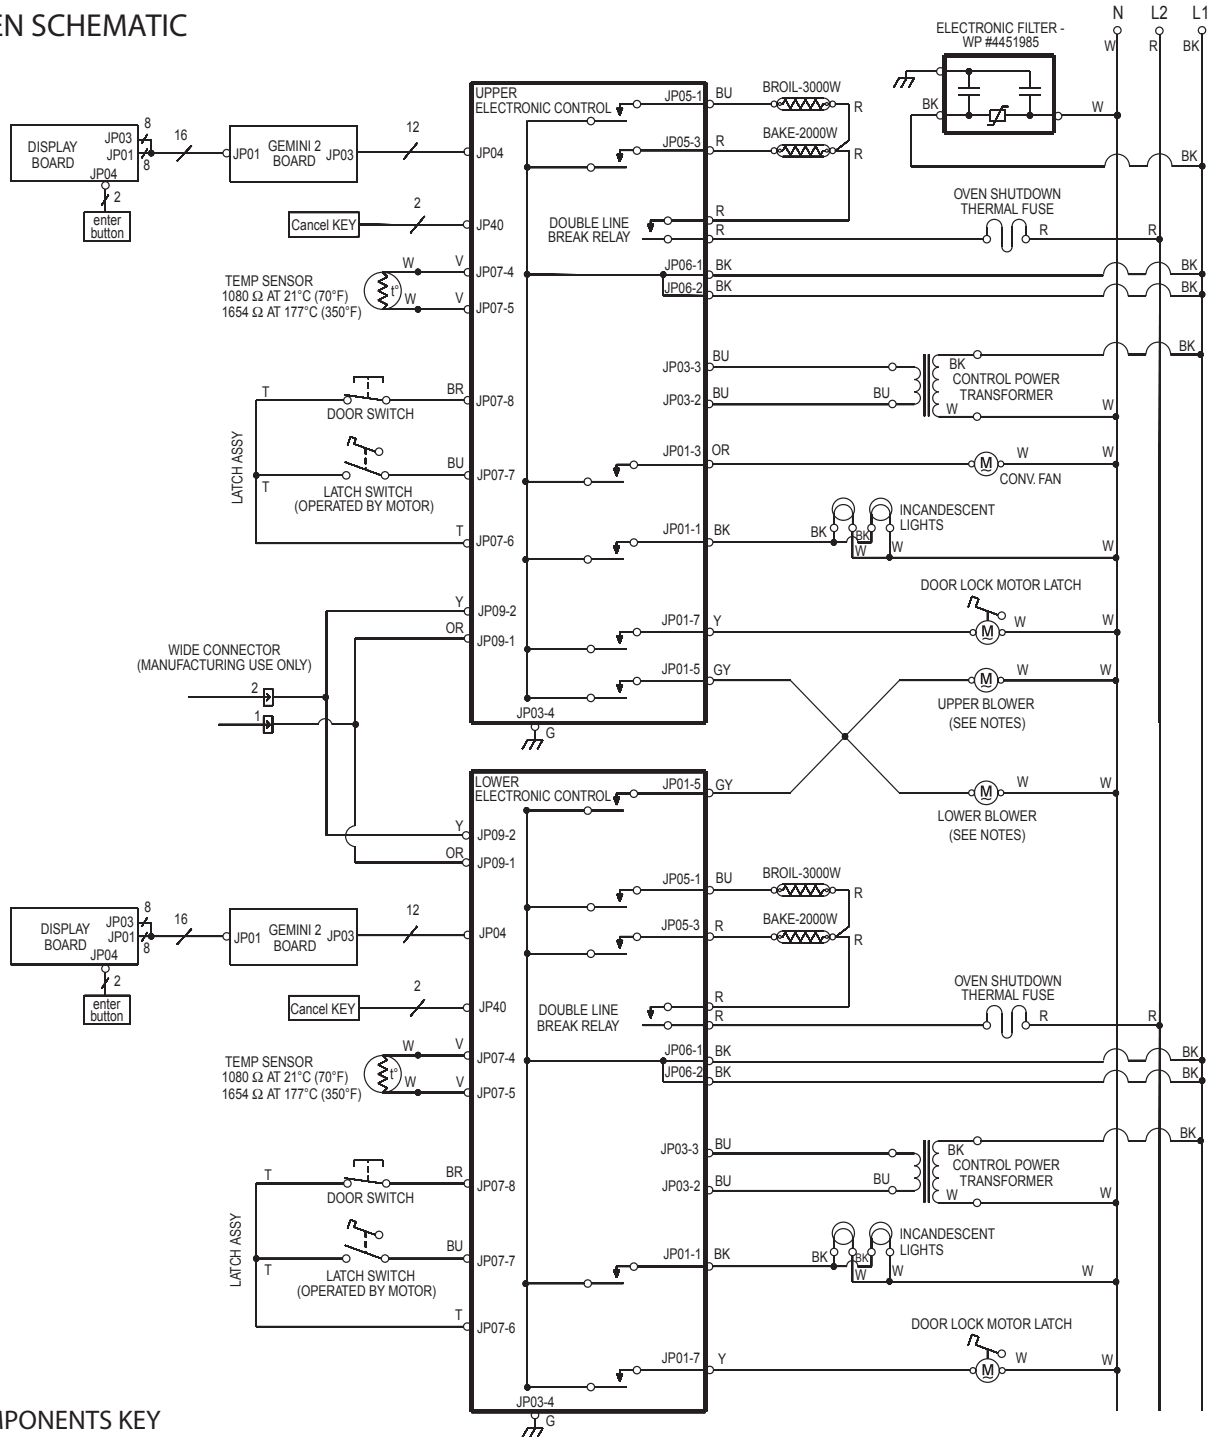 EN SCHEMATIC
N L2 L1
ELECTRONIC FILTER -
WP #4451985
W R BK
BK W
BK
UPPER
ELECTRONIC CONTROL
JP05-1 BU BROIL-3000W R
JP05-3 R BAKE-2000W R
DISPLAY
BOARD
JP03 8
JP01 8
JP04
2
enter
button
16
JP01 GEMINI 2
BOARD JP03
12
JP04
Cancel KEY 2 JP40
DOUBLE LINE
BREAK RELAY
R
R
OVEN SHUTDOWN
THERMAL FUSE
R R
TEMP SENSOR
1080 Ω AT 21°C (70°F)
1654 Ω AT 177°C (350°F)
t°
W V JP07-4
W V JP07-5
JP06-1 BK BK
JP06-2 BK BK
JP03-3 BU BK BK
CONTROL POWER
TRANSFORMER
JP03-2 BU BU W W
T BR JP07-8
DOOR SWITCH
LATCH ASSY
T BU JP07-7
LATCH SWITCH
(OPERATED BY MOTOR)
T JP07-6
JP01-3 OR M W W
CONV. FAN
INCANDESCENT
LIGHTS
JP01-1 BK BK BK W W W
DOOR LOCK MOTOR LATCH
Y JP09-2
OR JP09-1
JP01-7 Y M W W
WIDE CONNECTOR
(MANUFACTURING USE ONLY)
2
1
JP01-5 GY M W W
UPPER BLOWER
(SEE NOTES)
JP03-4
G
LOWER
ELECTRONIC CONTROL
JP01-5 GY M W W
LOWER BLOWER
(SEE NOTES)
Y JP09-2
OR JP09-1
JP05-1 BU BROIL-3000W R
JP05-3 R BAKE-2000W R
DISPLAY
BOARD
JP03 8
JP01 8
JP04
2
enter
button
16
JP01 GEMINI 2
BOARD JP03
12
JP04
Cancel KEY 2 JP40
DOUBLE LINE
BREAK RELAY
R
R
OVEN SHUTDOWN
THERMAL FUSE
R R
TEMP SENSOR
1080 Ω AT 21°C (70°F)
1654 Ω AT 177°C (350°F)
t°
W V JP07-4
W V JP07-5
JP06-1 BK BK
JP06-2 BK BK
JP03-3 BU BK BK
CONTROL POWER
TRANSFORMER
JP03-2 BU BU W W
T BR JP07-8
DOOR SWITCH
LATCH ASSY
T BU JP07-7
LATCH SWITCH
(OPERATED BY MOTOR)
T JP07-6
INCANDESCENT
LIGHTS
JP01-1 BK BK BK W W W
DOOR LOCK MOTOR LATCH
JP01-7 Y M W W
JP03-4
G
MPONENTS KEY